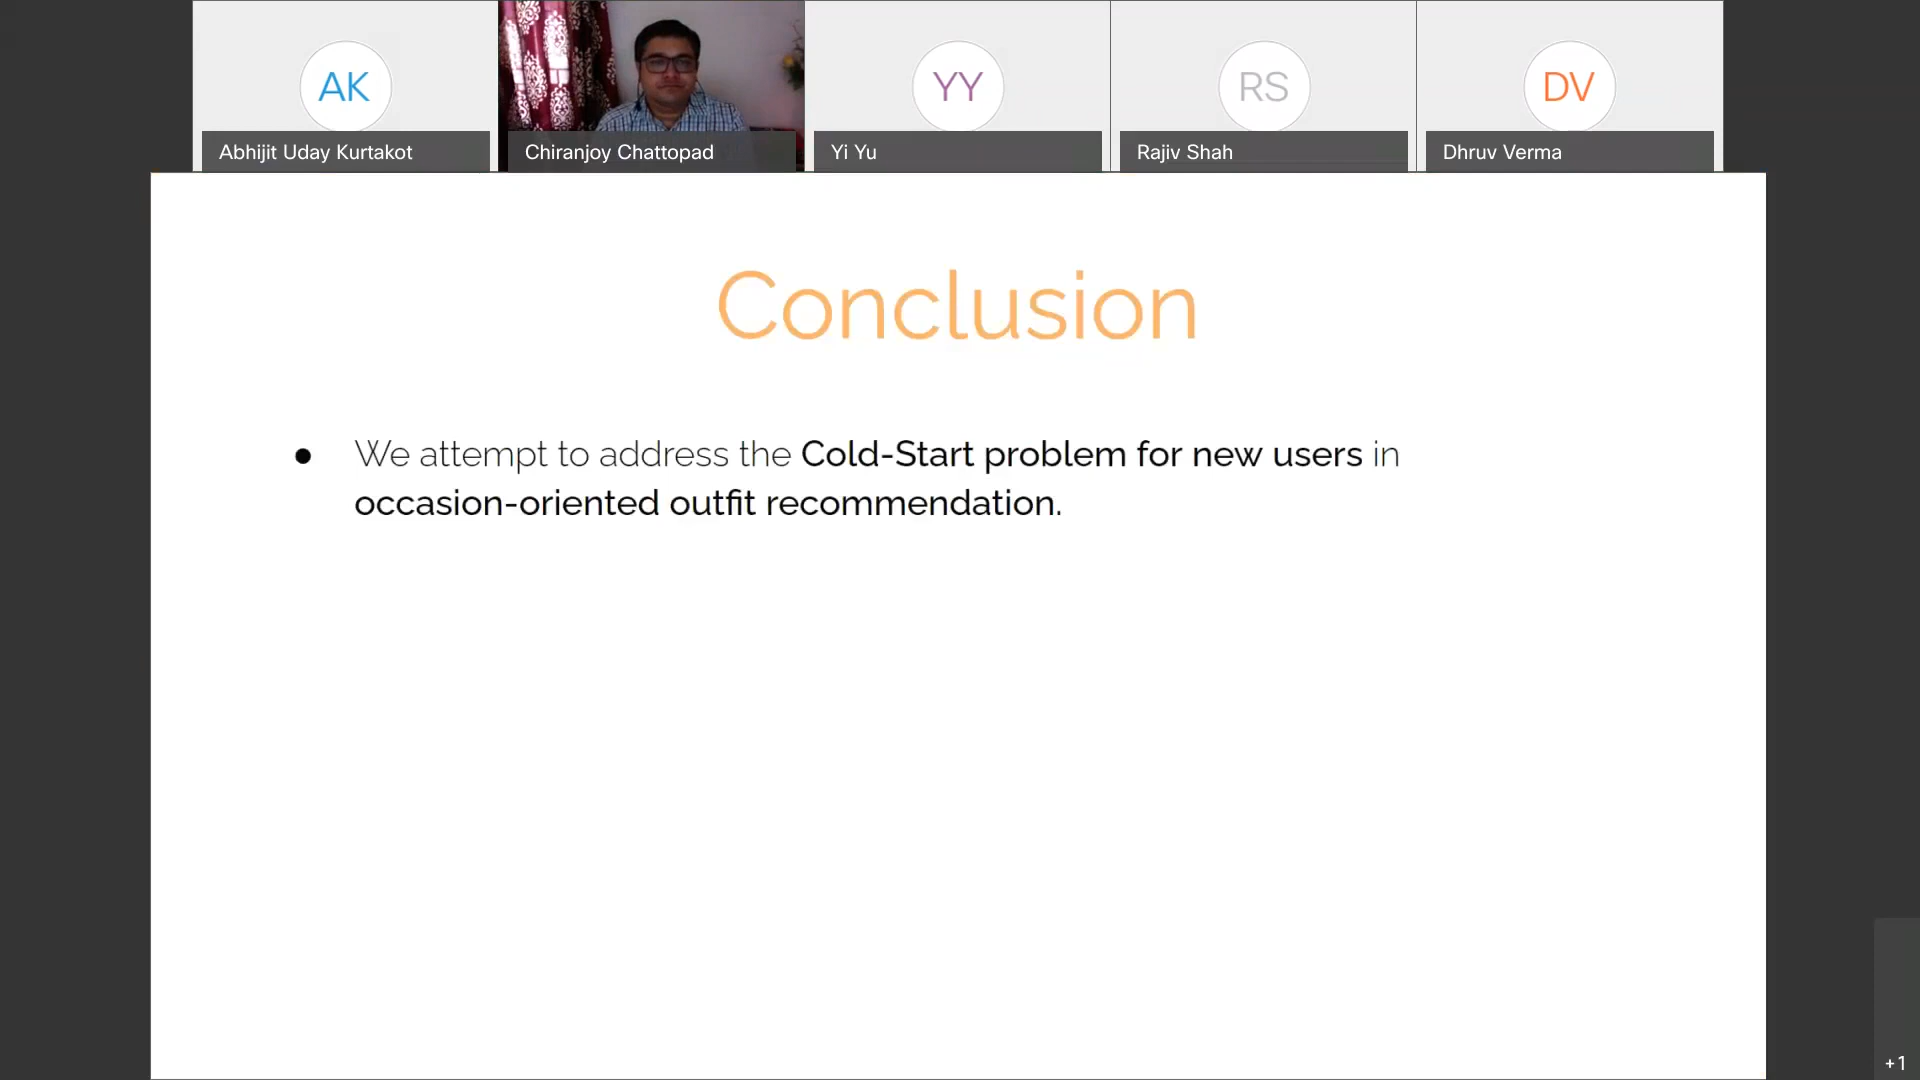 AK
YY
RS
DV
Abhijit Uday Kurtakot
Chiranjoy Chattopad
Yi Yu
Rajiv Shah
Dhruv Verma
Conclusion
● We attempt to address the Cold-Start problem for new users in
occasion-oriented outfit recommendation.
+1